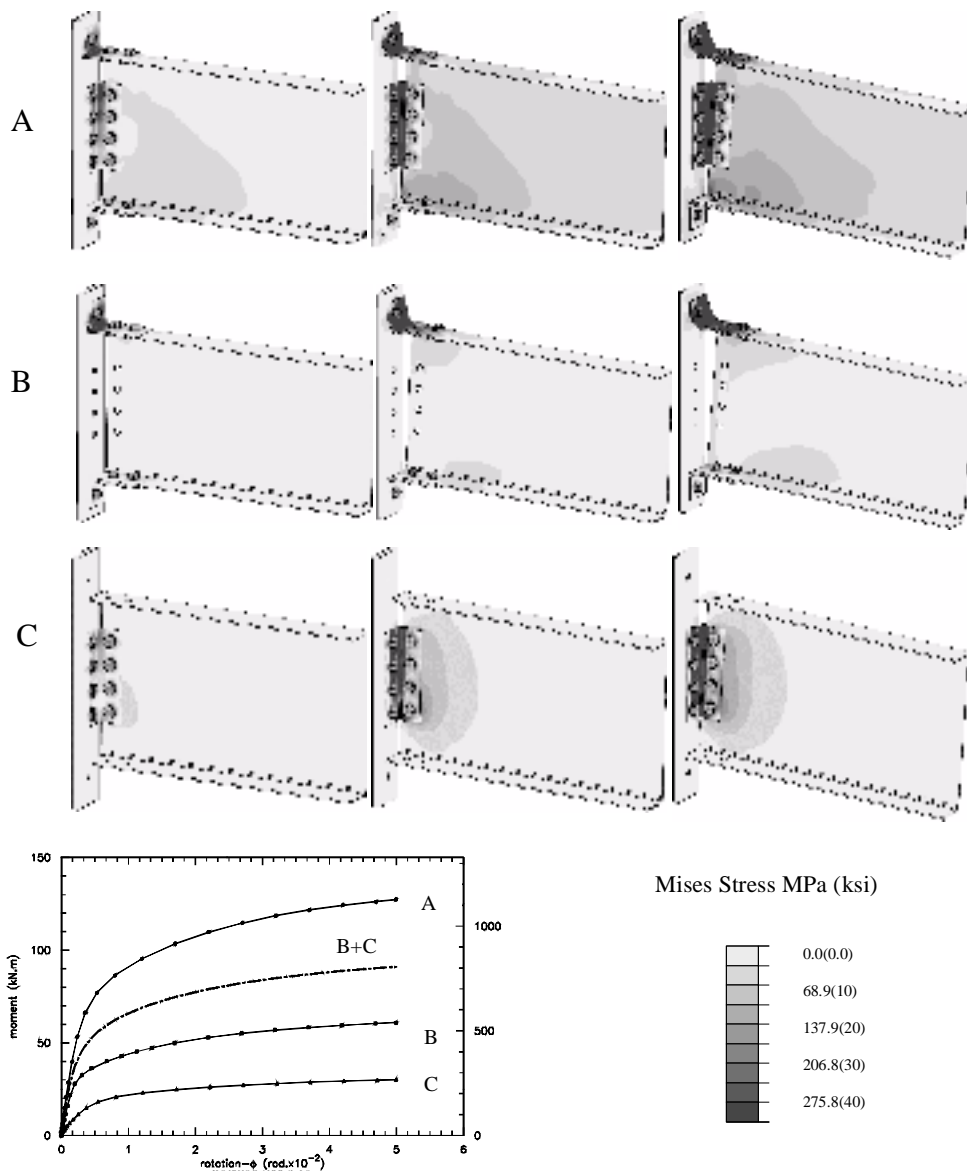 A
B
C
150
100
50
0
moment (kN.m)
A
B+C
B
C
1000
500
0
0
1
2
3
4
5
6
rotation-ϕ (rad.x10⁻²)
Mises Stress MPa (ksi)
0.0(0.0)
68.9(10)
137.9(20)
206.8(30)
275.8(40)